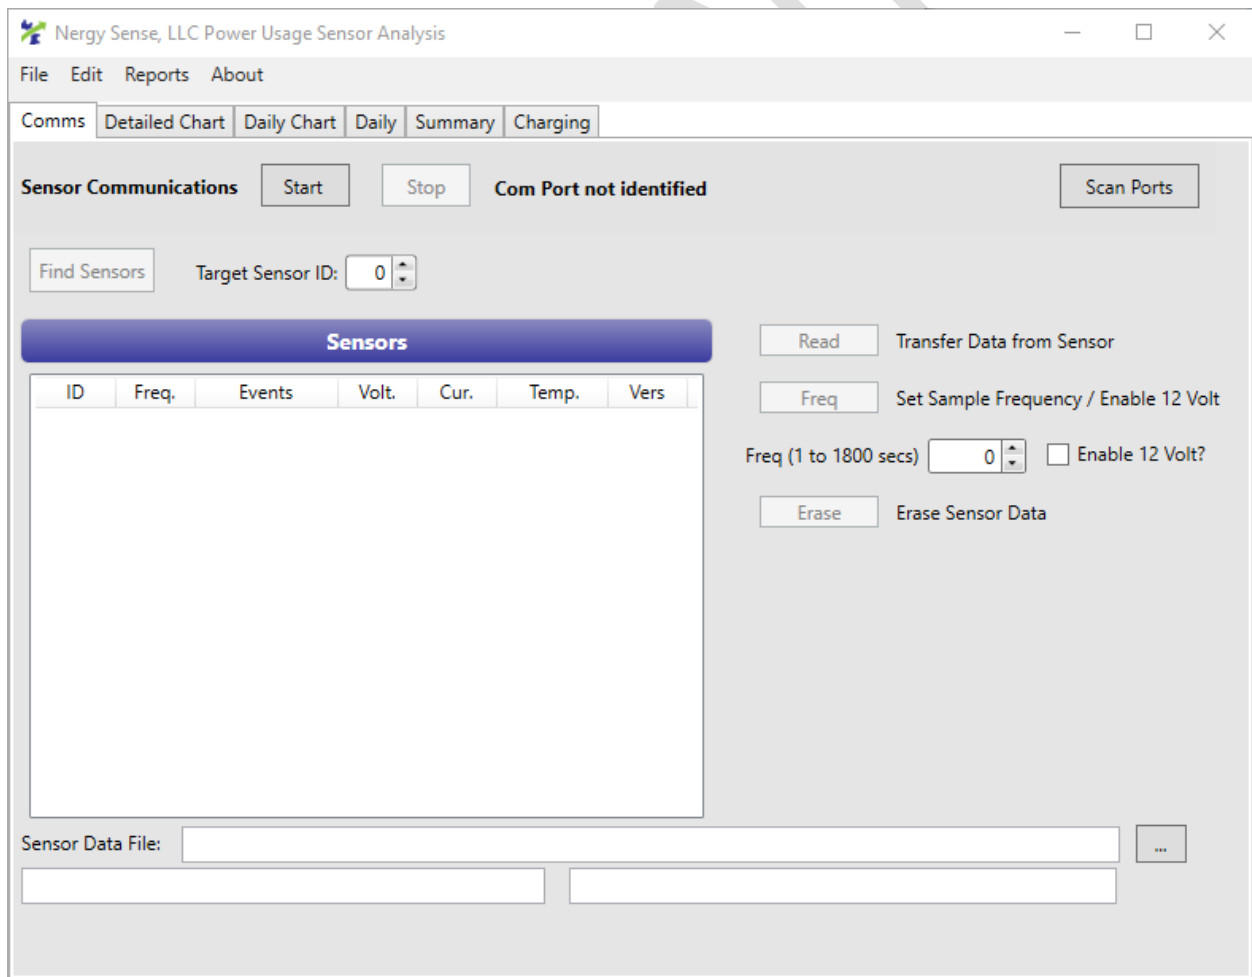 Nergy Sense, LLC Power Usage Sensor Analysis
File Edit Reports About
Comms Detailed Chart Daily Chart Daily Summary Charging
Sensor Communications Start Stop Com Port not identified Scan Ports
Find Sensors Target Sensor ID: 0
Sensors
Read Transfer Data from Sensor
ID Freq. Events Volt. Cur. Temp. Vers
Freq Set Sample Frequency / Enable 12 Volt
Freq (1 to 1800 secs) 0 Enable 12 Volt?
Erase Erase Sensor Data
Sensor Data File: ...